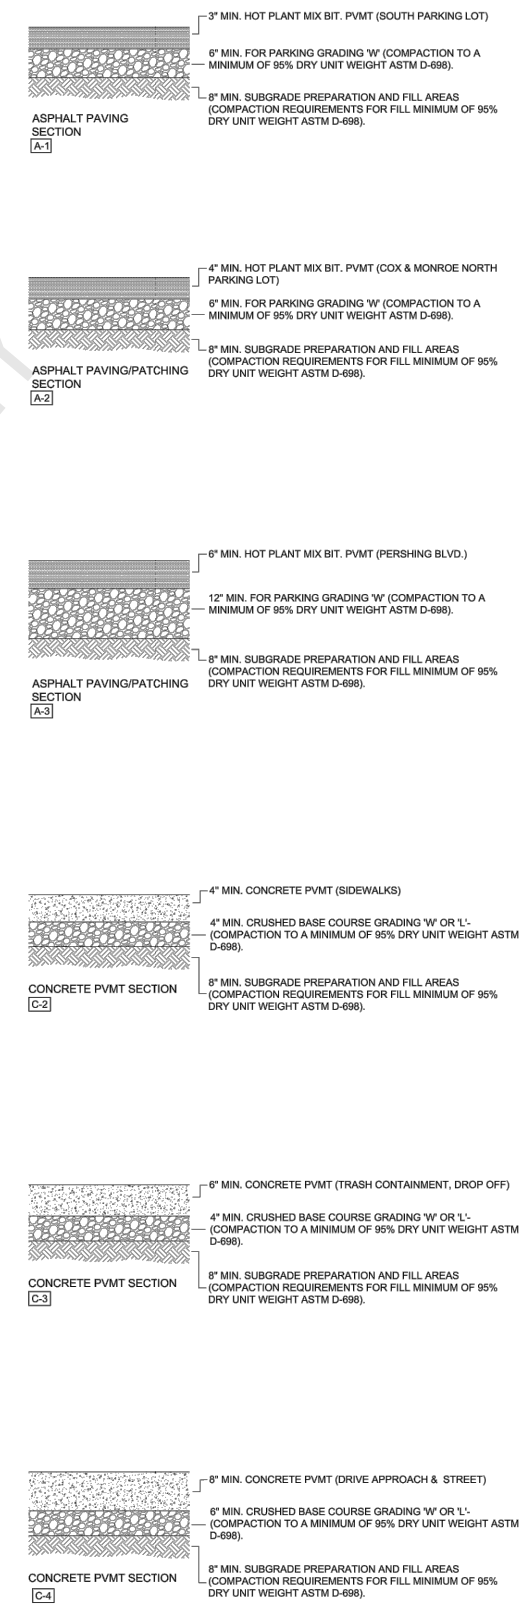 3" MIN. HOT PLANT MIX BIT. PVMT (SOUTH PARKING LOT)
6" MIN. FOR PARKING GRADING 'W' (COMPACTION TO A
MINIMUM OF 95% DRY UNIT WEIGHT ASTM D-698).
8" MIN. SUBGRADE PREPARATION AND FILL AREAS
(COMPACTION REQUIREMENTS FOR FILL MINIMUM OF 95%
DRY UNIT WEIGHT ASTM D-698).
ASPHALT PAVING
SECTION
A-1
4" MIN. HOT PLANT MIX BIT. PVMT (COX & MONROE NORTH
PARKING LOT)
6" MIN. FOR PARKING GRADING 'W' (COMPACTION TO A
MINIMUM OF 95% DRY UNIT WEIGHT ASTM D-698).
8" MIN. SUBGRADE PREPARATION AND FILL AREAS
(COMPACTION REQUIREMENTS FOR FILL MINIMUM OF 95%
DRY UNIT WEIGHT ASTM D-698).
ASPHALT PAVING/PATCHING
SECTION
A-2
6" MIN. HOT PLANT MIX BIT. PVMT (PERSHING BLVD.)
12" MIN. FOR PARKING GRADING 'W' (COMPACTION TO A
MINIMUM OF 95% DRY UNIT WEIGHT ASTM D-698).
8" MIN. SUBGRADE PREPARATION AND FILL AREAS
(COMPACTION REQUIREMENTS FOR FILL MINIMUM OF 95%
DRY UNIT WEIGHT ASTM D-698).
ASPHALT PAVING/PATCHING
SECTION
A-3
4" MIN. CONCRETE PVMT (SIDEWALKS)
4" MIN. CRUSHED BASE COURSE GRADING 'W' OR 'L'-
(COMPACTION TO A MINIMUM OF 95% DRY UNIT WEIGHT ASTM
D-698).
8" MIN. SUBGRADE PREPARATION AND FILL AREAS
(COMPACTION REQUIREMENTS FOR FILL MINIMUM OF 95%
DRY UNIT WEIGHT ASTM D-698).
CONCRETE PVMT SECTION
C-2
6" MIN. CONCRETE PVMT (TRASH CONTAINMENT, DROP OFF)
4" MIN. CRUSHED BASE COURSE GRADING 'W' OR 'L'-
(COMPACTION TO A MINIMUM OF 95% DRY UNIT WEIGHT ASTM
D-698).
8" MIN. SUBGRADE PREPARATION AND FILL AREAS
(COMPACTION REQUIREMENTS FOR FILL MINIMUM OF 95%
DRY UNIT WEIGHT ASTM D-698).
CONCRETE PVMT SECTION
C-3
8" MIN. CONCRETE PVMT (DRIVE APPROACH & STREET)
6" MIN. CRUSHED BASE COURSE GRADING 'W' OR 'L'-
(COMPACTION TO A MINIMUM OF 95% DRY UNIT WEIGHT ASTM
D-698).
8" MIN. SUBGRADE PREPARATION AND FILL AREAS
(COMPACTION REQUIREMENTS FOR FILL MINIMUM OF 95%
DRY UNIT WEIGHT ASTM D-698).
CONCRETE PVMT SECTION
C-4